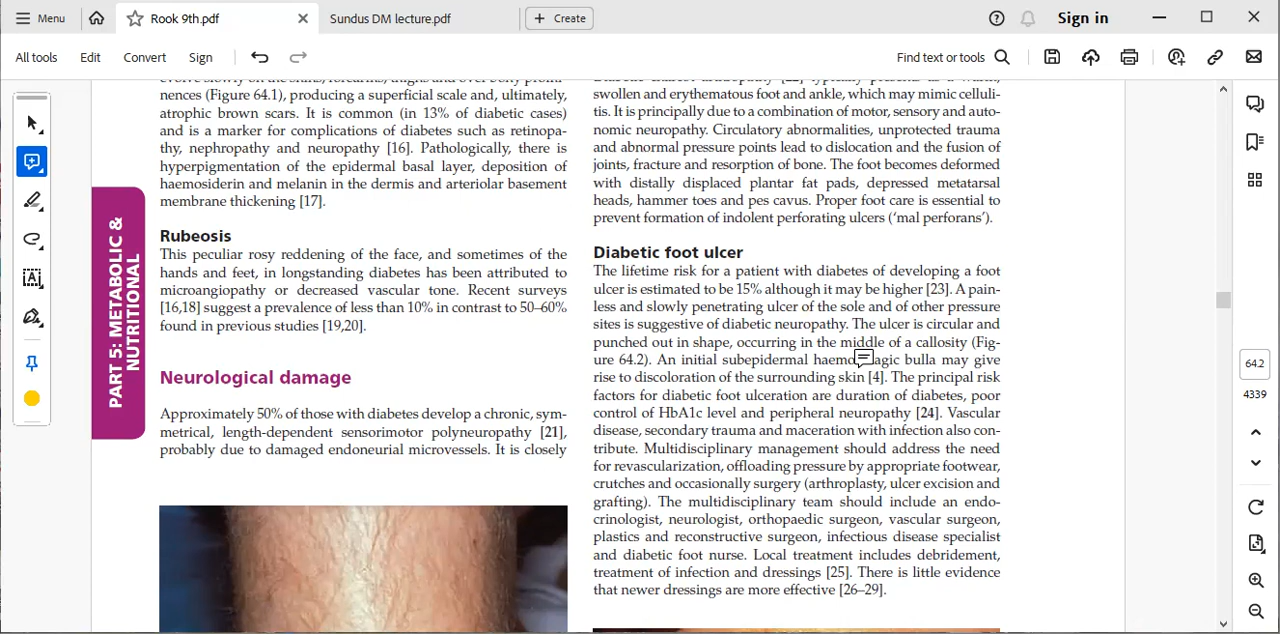 Menu
Rook 9th.pdf
Sundus DM lecture.pdf
Create
Sign in
All tools
Edit
Convert
Sign
Find text or tools
nences (Figure 64.1), producing a superficial scale and, ultimately,
atrophic brown scars. It is common (in 13% of diabetic cases)
and is a marker for complications of diabetes such as retinopa-
thy, nephropathy and neuropathy [16]. Pathologically, there is
hyperpigmentation of the epidermal basal layer, deposition of
haemosiderin and melanin in the dermis and arteriolar basement
membrane thickening [17].
Rubeosis
This peculiar rosy reddening of the face, and sometimes of the
hands and feet, in longstanding diabetes has been attributed to
microangiopathy or decreased vascular tone. Recent surveys
[16,18] suggest a prevalence of less than 10% in contrast to 50–60%
found in previous studies [19,20].
Neurological damage
Approximately 50% of those with diabetes develop a chronic, sym-
metrical, length-dependent sensorimotor polyneuropathy [21],
probably due to damaged endoneurial microvessels. It is closely
PART 5: METABOLIC &
NUTRITIONAL
swollen and erythematous foot and ankle, which may mimic celluli-
tis. It is principally due to a combination of motor, sensory and auto-
nomic neuropathy. Circulatory abnormalities, unprotected trauma
and abnormal pressure points lead to dislocation and the fusion of
joints, fracture and resorption of bone. The foot becomes deformed
with distally displaced plantar fat pads, depressed metatarsal
heads, hammer toes and pes cavus. Proper foot care is essential to
prevent formation of indolent perforating ulcers (‘mal perforans’).
Diabetic foot ulcer
The lifetime risk for a patient with diabetes of developing a foot
ulcer is estimated to be 15% although it may be higher [23]. A pain-
less and slowly penetrating ulcer of the sole and of other pressure
sites is suggestive of diabetic neuropathy. The ulcer is circular and
punched out in shape, occurring in the middle of a callosity (Fig-
ure 64.2). An initial subepidermal bulla may give
rise to discoloration of the surrounding skin [4]. The principal risk
factors for diabetic foot ulceration are duration of diabetes, poor
control of HbA1c level and peripheral neuropathy [24]. Vascular
disease, secondary trauma and maceration with infection also con-
tribute. Multidisciplinary management should address the need
for revascularization, offloading pressure by appropriate footwear,
crutches and occasionally surgery (arthroplasty, ulcer excision and
grafting). The multidisciplinary team should include an endo-
crinologist, neurologist, orthopaedic surgeon, vascular surgeon,
plastics and reconstructive surgeon, infectious disease specialist
and diabetic foot nurse. Local treatment includes debridement,
treatment of infection and dressings [25]. There is little evidence
that newer dressings are more effective [26–29].
64.2
4339